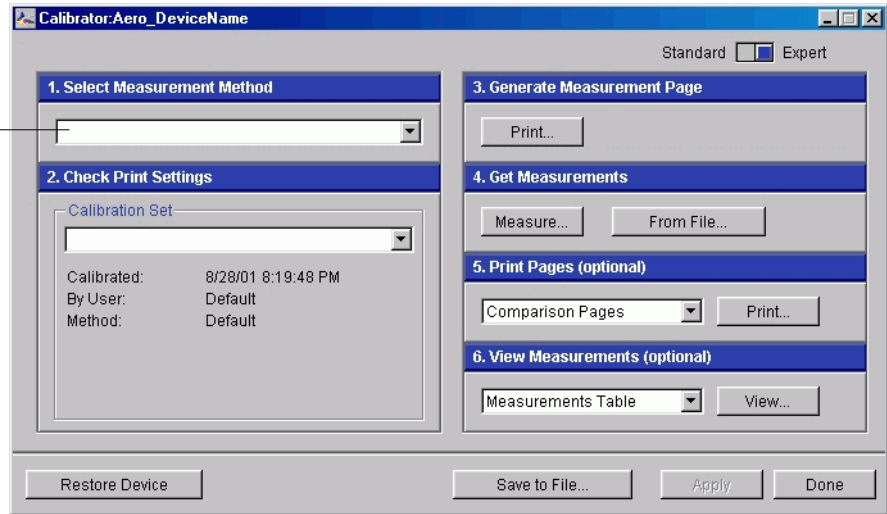 Calibrator:Aero_DeviceName
Standard Expert
1. Select Measurement Method
2. Check Print Settings
Calibration Set
Calibrated: 8/28/01 8:19:48 PM
By User: Default
Method: Default
3. Generate Measurement Page
Print...
4. Get Measurements
Measure... From File...
5. Print Pages (optional)
Comparison Pages Print...
6. View Measurements (optional)
Measurements Table View...
Restore Device Save to File... Apply Done